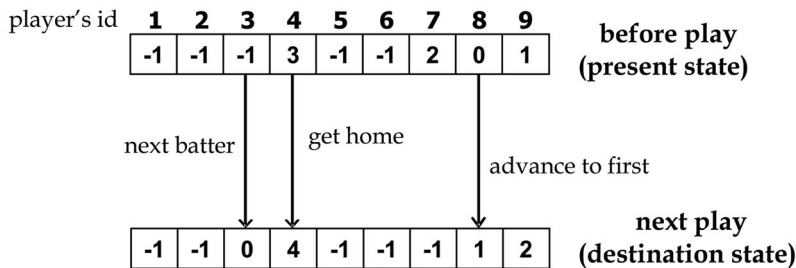 player's id 1 2 3 4 5 6 7 8 9
-1 -1 -1 3 -1 -1 2 0 1
before play
(present state)
next batter
get home
advance to first
-1 -1 0 4 -1 -1 -1 1 2
next play
(destination state)